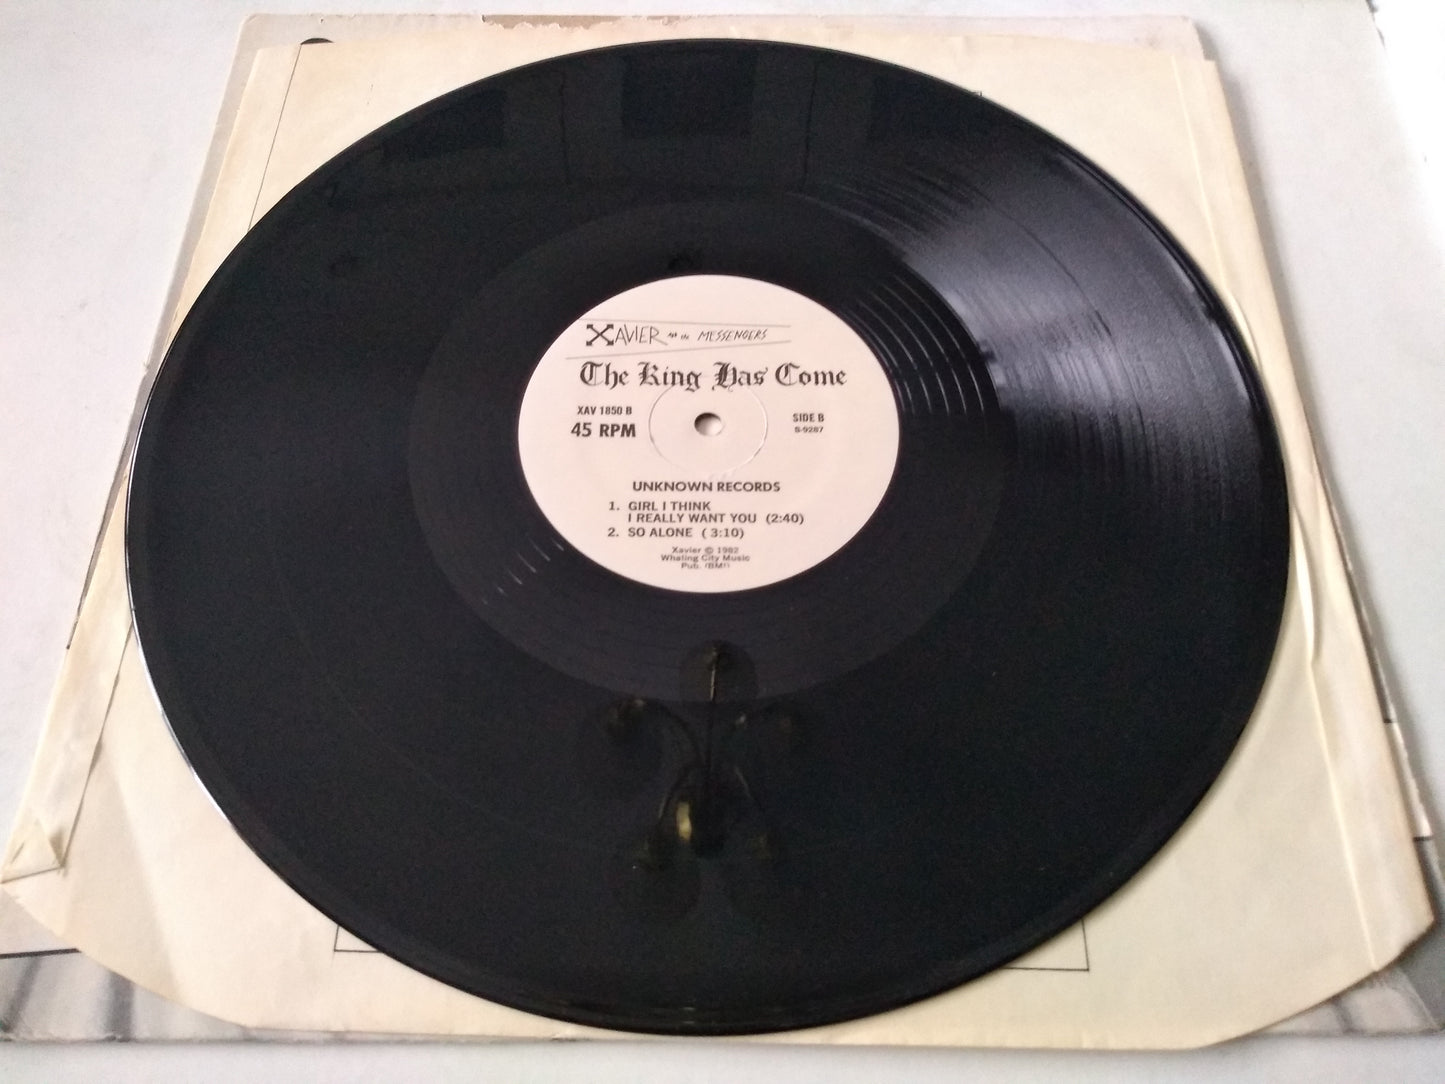 XAVIER AND THE MESSENGERS
The King Has Come
XAV 1850 B
45 RPM
SIDE B
S-9287
UNKNOWN RECORDS
1. GIRL I THINK
I REALLY WANT YOU (2:40)
2. SO ALONE (3:10)
Xavier © 1982
Whaling City Music
Pub. (BMI)